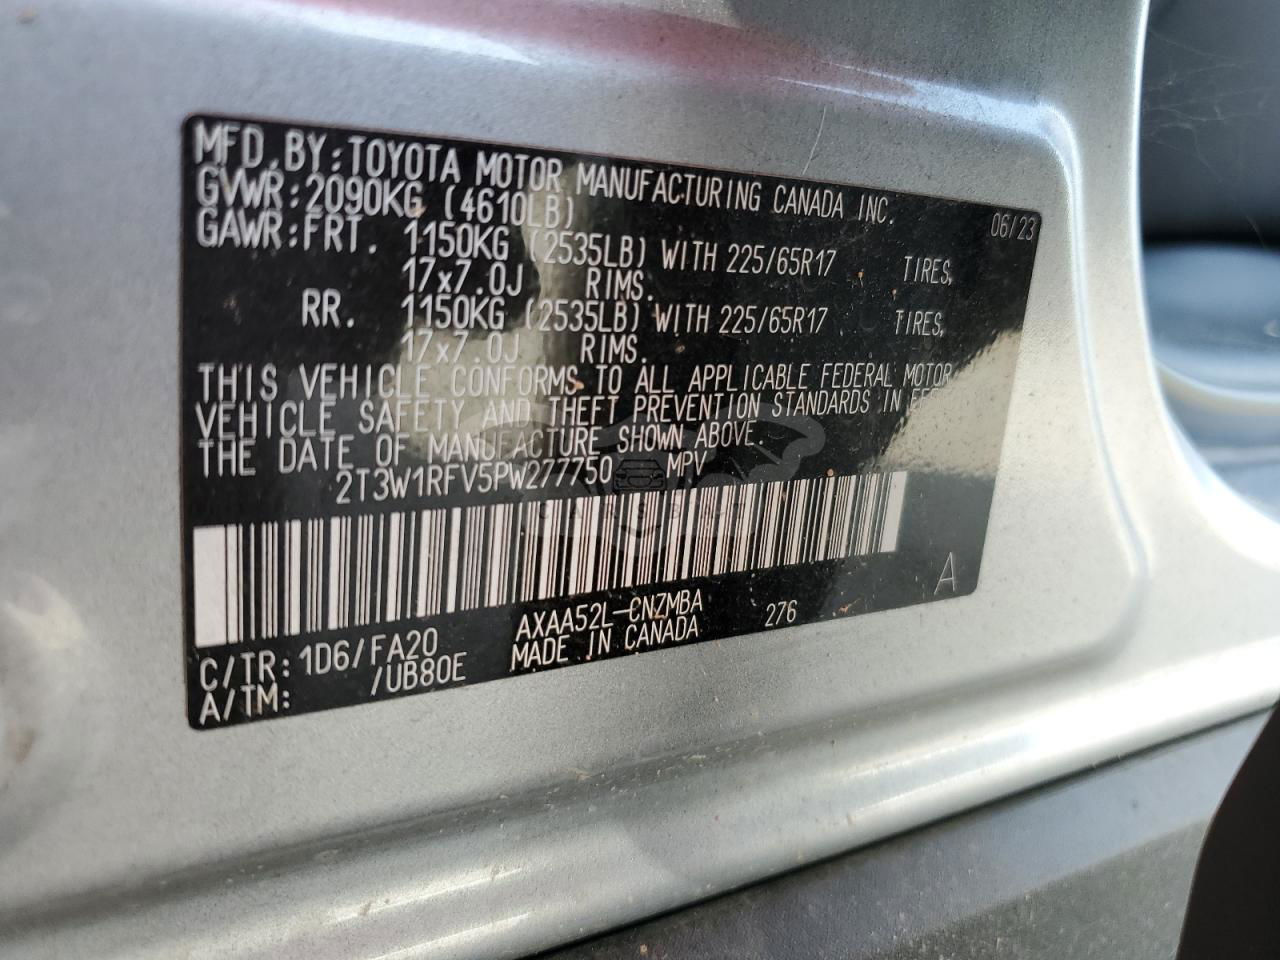 MFD.BY:TOYOTA MOTOR MANUFACTURING CANADA INC. 06/23
GVWR:2090KG (4610LB)
GAWR:FRT. 1150KG (2535LB) WITH 225/65R17 TIRES,
17x7.0J RIMS.
RR. 1150KG (2535LB) WITH 225/65R17 TIRES,
17x7.0J RIMS.
THIS VEHICLE CONFORMS TO ALL APPLICABLE FEDERAL MOTOR
VEHICLE SAFETY AND THEFT PREVENTION STANDARDS IN
THE DATE OF MANUFACTURE SHOWN ABOVE.
2T3W1RFV5PW277750 MPV
C/TR: 1D6/FA20 AXAA52L-CNZMBA 276 A
A/TM: /UB80E MADE IN CANADA